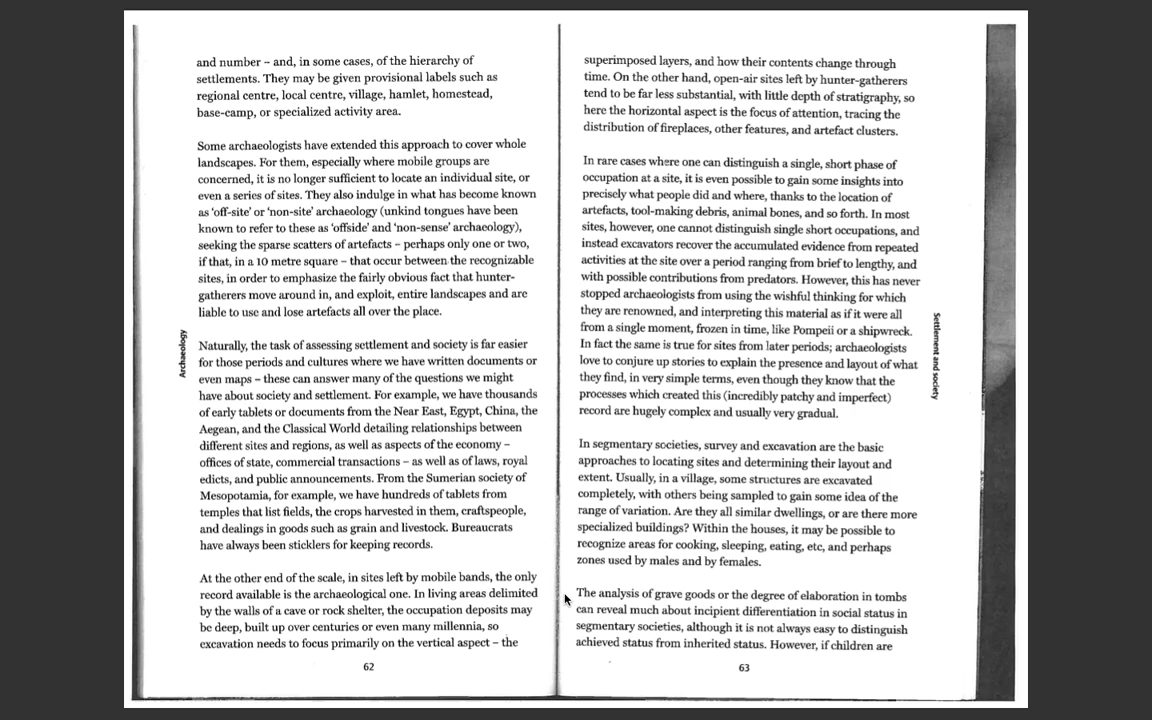 and number – and, in some cases, of the hierarchy of
settlements. They may be given provisional labels such as
regional centre, local centre, village, hamlet, homestead,
base-camp, or specialized activity area.
Some archaeologists have extended this approach to cover whole
landscapes. For them, especially where mobile groups are
concerned, it is no longer sufficient to locate an individual site, or
even a series of sites. They also indulge in what has become known
as 'off-site' or 'non-site' archaeology (unkind tongues have been
known to refer to these as 'offside' and 'non-sense' archaeology),
seeking the sparse scatters of artefacts – perhaps only one or two,
if that, in a 10 metre square – that occur between the recognizable
sites, in order to emphasize the fairly obvious fact that hunter-
gatherers move around in, and exploit, entire landscapes and are
liable to use and lose artefacts all over the place.
Naturally, the task of assessing settlement and society is far easier
for those periods and cultures where we have written documents or
even maps – these can answer many of the questions we might
have about society and settlement. For example, we have thousands
of early tablets or documents from the Near East, Egypt, China, the
Aegean, and the Classical World detailing relationships between
different sites and regions, as well as aspects of the economy –
offices of state, commercial transactions – as well as of laws, royal
edicts, and public announcements. From the Sumerian society of
Mesopotamia, for example, we have hundreds of tablets from
temples that list fields, the crops harvested in them, craftspeople,
and dealings in goods such as grain and livestock. Bureaucrats
have always been sticklers for keeping records.
At the other end of the scale, in sites left by mobile bands, the only
record available is the archaeological one. In living areas delimited
by the walls of a cave or rock shelter, the occupation deposits may
be deep, built up over centuries or even many millennia, so
excavation needs to focus primarily on the vertical aspect – the
Archaeology
62
superimposed layers, and how their contents change through
time. On the other hand, open-air sites left by hunter-gatherers
tend to be far less substantial, with little depth of stratigraphy, so
here the horizontal aspect is the focus of attention, tracing the
distribution of fireplaces, other features, and artefact clusters.
In rare cases where one can distinguish a single, short phase of
occupation at a site, it is even possible to gain some insights into
precisely what people did and where, thanks to the location of
artefacts, tool-making debris, animal bones, and so forth. In most
sites, however, one cannot distinguish single short occupations, and
instead excavators recover the accumulated evidence from repeated
activities at the site over a period ranging from brief to lengthy, and
with possible contributions from predators. However, this has never
stopped archaeologists from using the wishful thinking for which
they are renowned, and interpreting this material as if it were all
from a single moment, frozen in time, like Pompeii or a shipwreck.
In fact the same is true for sites from later periods; archaeologists
love to conjure up stories to explain the presence and layout of what
they find, in very simple terms, even though they know that the
processes which created this (incredibly patchy and imperfect)
record are hugely complex and usually very gradual.
In segmentary societies, survey and excavation are the basic
approaches to locating sites and determining their layout and
extent. Usually, in a village, some structures are excavated
completely, with others being sampled to gain some idea of the
range of variation. Are they all similar dwellings, or are there more
specialized buildings? Within the houses, it may be possible to
recognize areas for cooking, sleeping, eating, etc, and perhaps
zones used by males and by females.
The analysis of grave goods or the degree of elaboration in tombs
can reveal much about incipient differentiation in social status in
segmentary societies, although it is not always easy to distinguish
achieved status from inherited status. However, if children are
Settlement and society
63